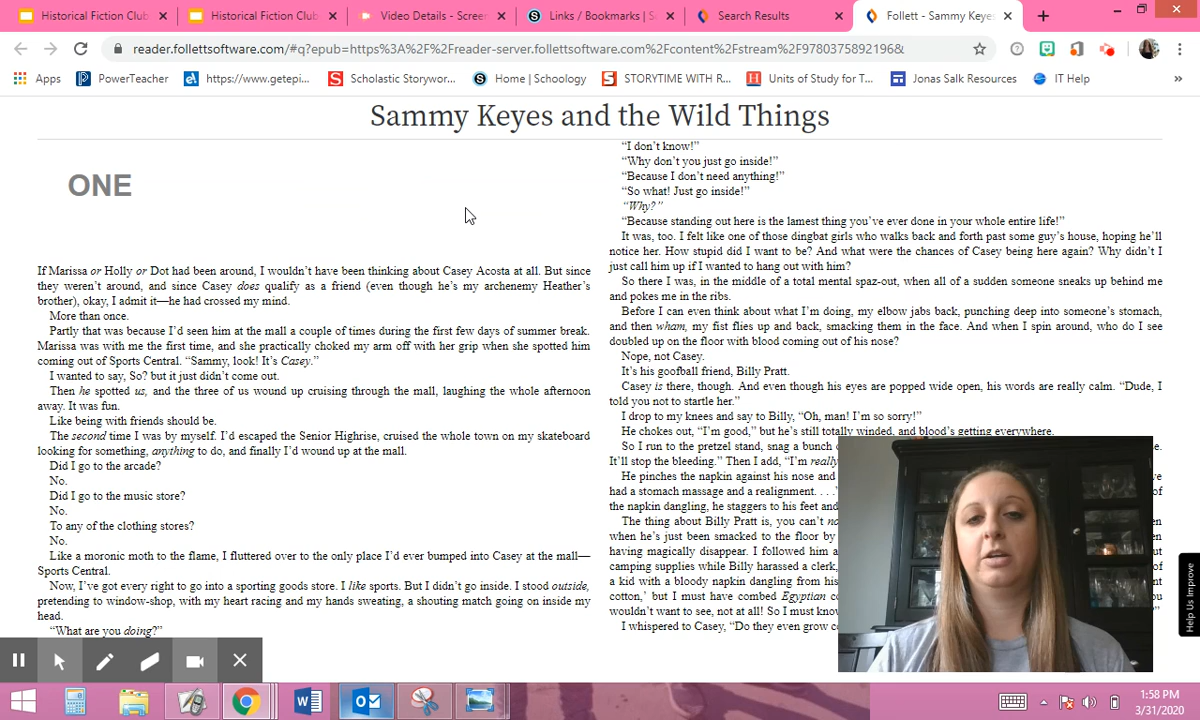 Historical Fiction Club
Historical Fiction Club
Video Details - Screen
Links / Bookmarks | S
Search Results
Follett - Sammy Keyes
reader.follettsoftware.com/#q?epub=https%3A%2F%2Freader-server.follettsoftware.com%2Fcontent%2Fstream%2F9780375892196&
Apps
PowerTeacher
https://www.getepi...
Scholastic Storywor...
Home | Schoology
STORYTIME WITH R...
Units of Study for T...
Jonas Salk Resources
IT Help
»
Sammy Keyes and the Wild Things
ONE
If Marissa or Holly or Dot had been around, I wouldn't have been thinking about Casey Acosta at all. But since
they weren't around, and since Casey does qualify as a friend (even though he's my archenemy Heather's
brother), okay, I admit it—he had crossed my mind.
More than once.
Partly that was because I'd seen him at the mall a couple of times during the first few days of summer break.
Marissa was with me the first time, and she practically choked my arm off with her grip when she spotted him
coming out of Sports Central. “Sammy, look! It's Casey.”
I wanted to say, So? but it just didn't come out.
Then he spotted us, and the three of us wound up cruising through the mall, laughing the whole afternoon
away. It was fun.
Like being with friends should be.
The second time I was by myself. I'd escaped the Senior Highrise, cruised the whole town on my skateboard
looking for something, anything to do, and finally I'd wound up at the mall.
Did I go to the arcade?
No.
Did I go to the music store?
No.
To any of the clothing stores?
No.
Like a moronic moth to the flame, I fluttered over to the only place I'd ever bumped into Casey at the mall—
Sports Central.
Now, I've got every right to go into a sporting goods store. I like sports. But I didn't go inside. I stood outside,
pretending to window-shop, with my heart racing and my hands sweating, a shouting match going on inside my
head.
“What are you doing?”
“I don't know!”
“Why don't you just go inside!”
“Because I don't need anything!”
“So what! Just go inside!”
“Why?”
“Because standing out here is the lamest thing you've ever done in your whole entire life!”
It was, too. I felt like one of those dingbat girls who walks back and forth past some guy's house, hoping he'll
notice her. How stupid did I want to be? And what were the chances of Casey being here again? Why didn't I
just call him up if I wanted to hang out with him?
So there I was, in the middle of a total mental spaz-out, when all of a sudden someone sneaks up behind me
and pokes me in the ribs.
Before I can even think about what I'm doing, my elbow jabs back, punching deep into someone's stomach,
and then wham, my fist flies up and back, smacking them in the face. And when I spin around, who do I see
doubled up on the floor with blood coming out of his nose?
Nope, not Casey.
It's his goofball friend, Billy Pratt.
Casey is there, though. And even though his eyes are popped wide open, his words are really calm. “Dude, I
told you not to startle her.”
I drop to my knees and say to Billy, “Oh, man! I'm so sorry!”
He chokes out, “I'm good,” but he's still totally winded, and blood's getting everywhere.
So I run to the pretzel stand, snag a bunch se.
It'll stop the bleeding.” Then I add, “I'm really
He pinches the napkin against his nose and ve
had a stomach massage and a realignment. . . .” of
the napkin dangling, he staggers to his feet and
The thing about Billy Pratt is, you can't en
when he's just been smacked to the floor by
having magically disappear. I followed him a ut
camping supplies while Billy harassed a clerk, of
a kid with a bloody napkin dangling from his nt
cotton,' but I must have combed Egyptian ou
wouldn't want to see, not at all! So I must know ”
I whispered to Casey, “Do they even grow
Help Us Improve
1:58 PM
3/31/2020